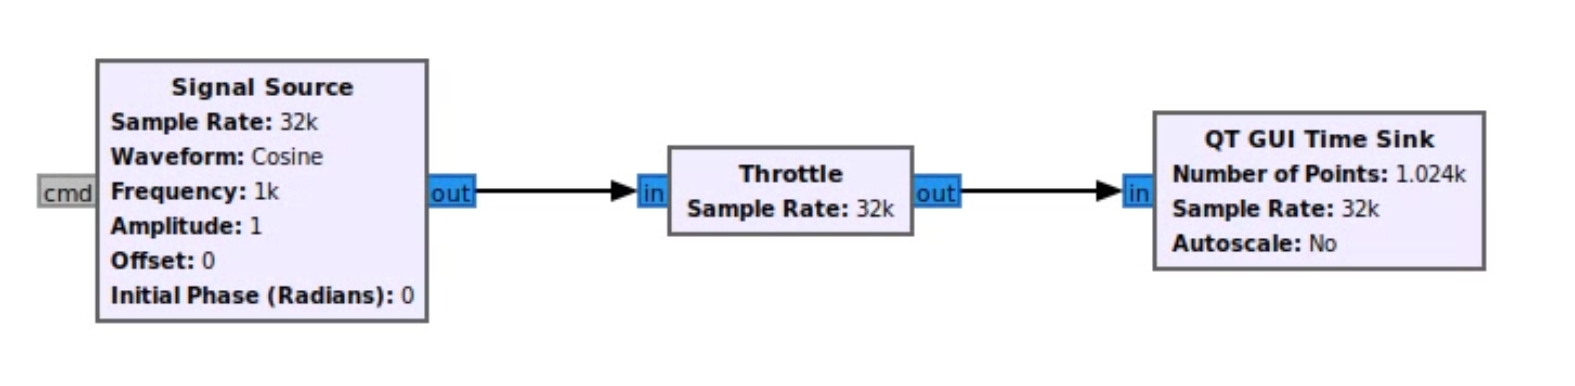 Signal Source
Sample Rate: 32k
Waveform: Cosine
Frequency: 1k
Amplitude: 1
Offset: 0
Initial Phase (Radians): 0
cmd
out
in
Throttle
Sample Rate: 32k
out
in
QT GUI Time Sink
Number of Points: 1.024k
Sample Rate: 32k
Autoscale: No